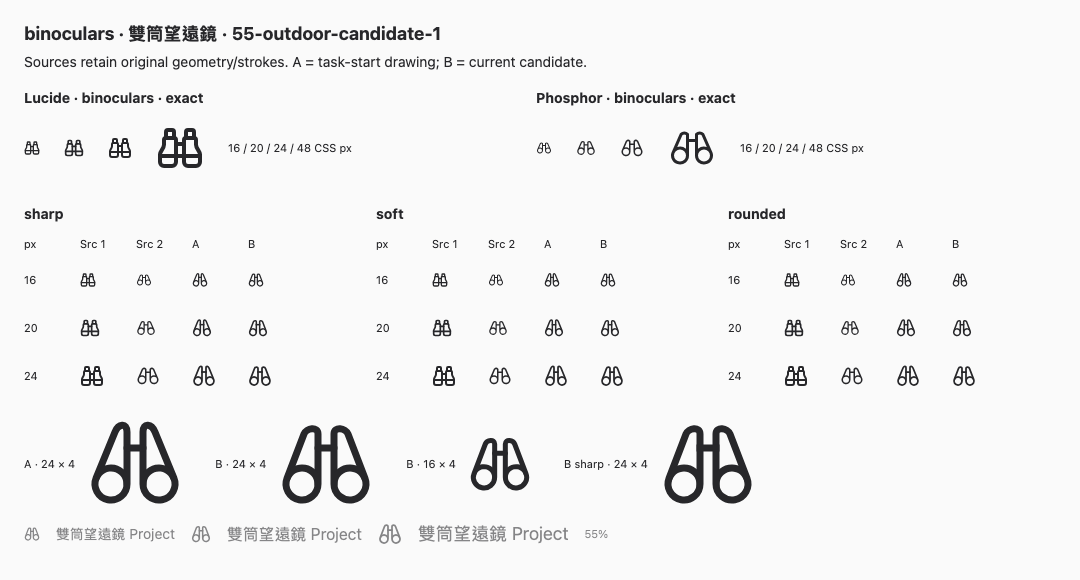 binoculars · 雙筒望遠鏡 · 55-outdoor-candidate-1
Sources retain original geometry/strokes. A = task-start drawing; B = current candidate.
Lucide · binoculars · exact
Phosphor · binoculars · exact
16 / 20 / 24 / 48 CSS px
16 / 20 / 24 / 48 CSS px
sharp
soft
rounded
px Src 1 Src 2 A B
px Src 1 Src 2 A B
px Src 1 Src 2 A B
16
16
16
20
20
20
24
24
24
A · 24 × 4
B · 24 × 4
B · 16 × 4
B sharp · 24 × 4
雙筒望遠鏡 Project
雙筒望遠鏡 Project
雙筒望遠鏡 Project
55%